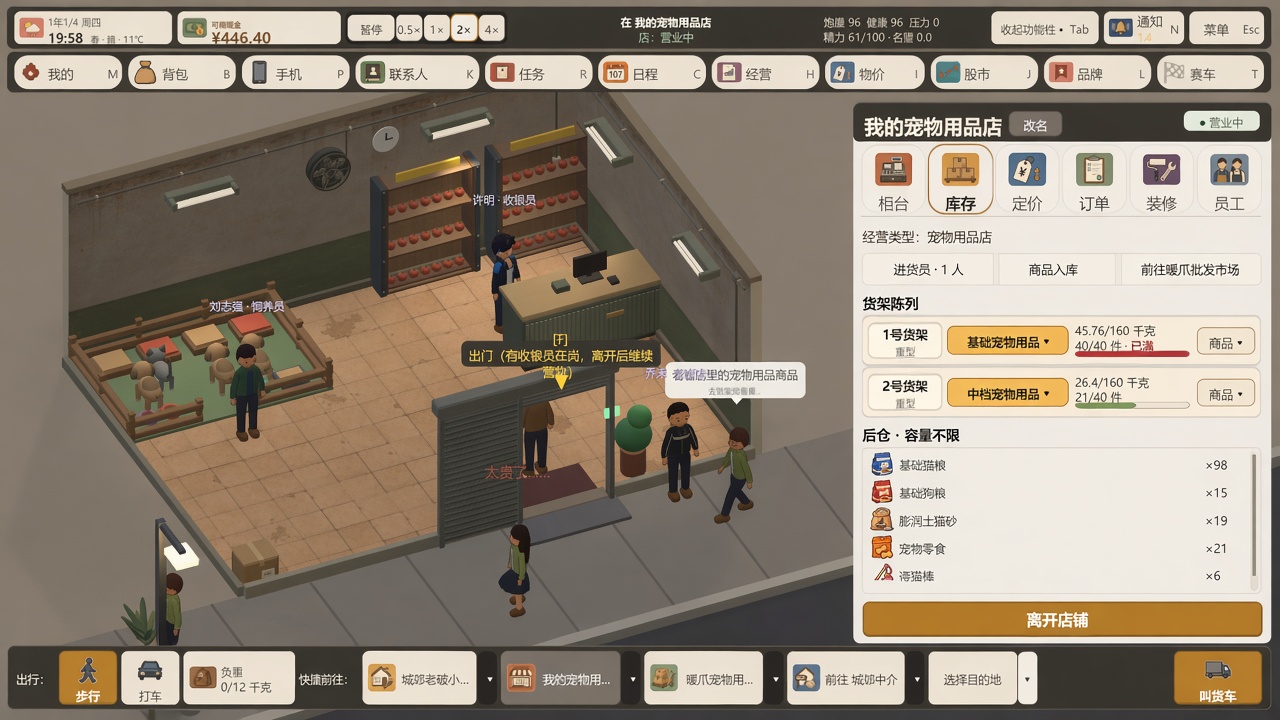 1年1/4 周四
19:58 春·晴·11℃
可用现金
¥446.40
暂停 0.5× 1× 2× 4×
在 我的宠物用品店
店：营业中
饱腹 96 健康 96 压力 0
精力 61/100·名望 0.0
收起功能性·Tab
通知 N
1.4
菜单 Esc
我的 M
背包 B
手机 P
联系人 K
任务 R
日程 C
107
经营 H
物价 I
股市 J
品牌 L
赛车 T
许明·收银员
刘志强·饲养员
出门（有收银员在岗，离开后继续
营业）
看看店里的宠物用品商品
太贵了……
我的宠物用品店 改名 ●营业中
柜台 库存 定价 订单 装修 员工
经营类型：宠物用品店
进货员·1 人 商品入库 前往暖爪批发市场
货架陈列
1号货架
重型
基础宠物用品▼
45.76/160 千克
40/40 件·已满
商品▼
2号货架
重型
中档宠物用品▼
26.4/160 千克
21/40 件
商品▼
后仓·容量不限
基础猫粮 ×98
基础狗粮 ×15
膨润土猫砂 ×19
宠物零食 ×21
×6
离开店铺
出行：
步行
打车
负重
0/12 千克
快捷前往：
城郊老破小...
我的宠物用...
暖爪宠物用...
前往 城郊中介
选择目的地
叫货车